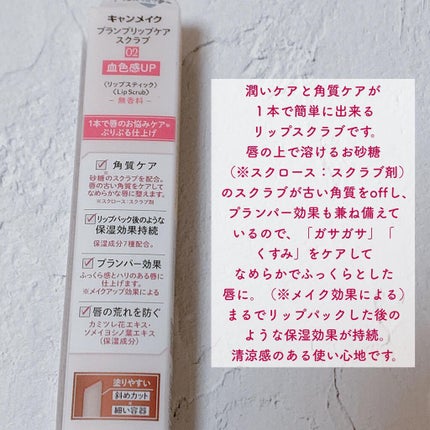 キャンメイク
プランプリップケア
スクラブ
02
血色感UP
〈リップスティック〉
〈Lip Scrub〉
－無香料－
1本で唇のお悩みケア※
ぷりぷる仕上げ
角質ケア
砂糖のスクラブを配合。
唇の古い角質をケアして
なめらかな唇に整えます。
※スクロース：スクラブ剤
リップパック後のような
保湿効果持続
保湿成分7種配合。
プランパー効果
ふっくら感とハリのある唇に
仕上げます。
※メイクアップ効果による
唇の荒れを防ぐ
カミツレ花エキス・
ソメイヨシノ葉エキス
（保湿成分）
塗りやすい
斜めカット
×
細い容器
潤いケアと角質ケアが
１本で簡単に出来る
リップスクラブです。
唇の上で溶けるお砂糖
（※スクロース：スクラブ剤）
のスクラブが古い角質をoffし、
プランパー効果も兼ね備えて
いるので、「ガサガサ」「
くすみ」をケアして
なめらかでふっくらとした
唇に。（※メイク効果による）
まるでリップパックした後の
ような保湿効果が持続。
清涼感のある使い心地です。